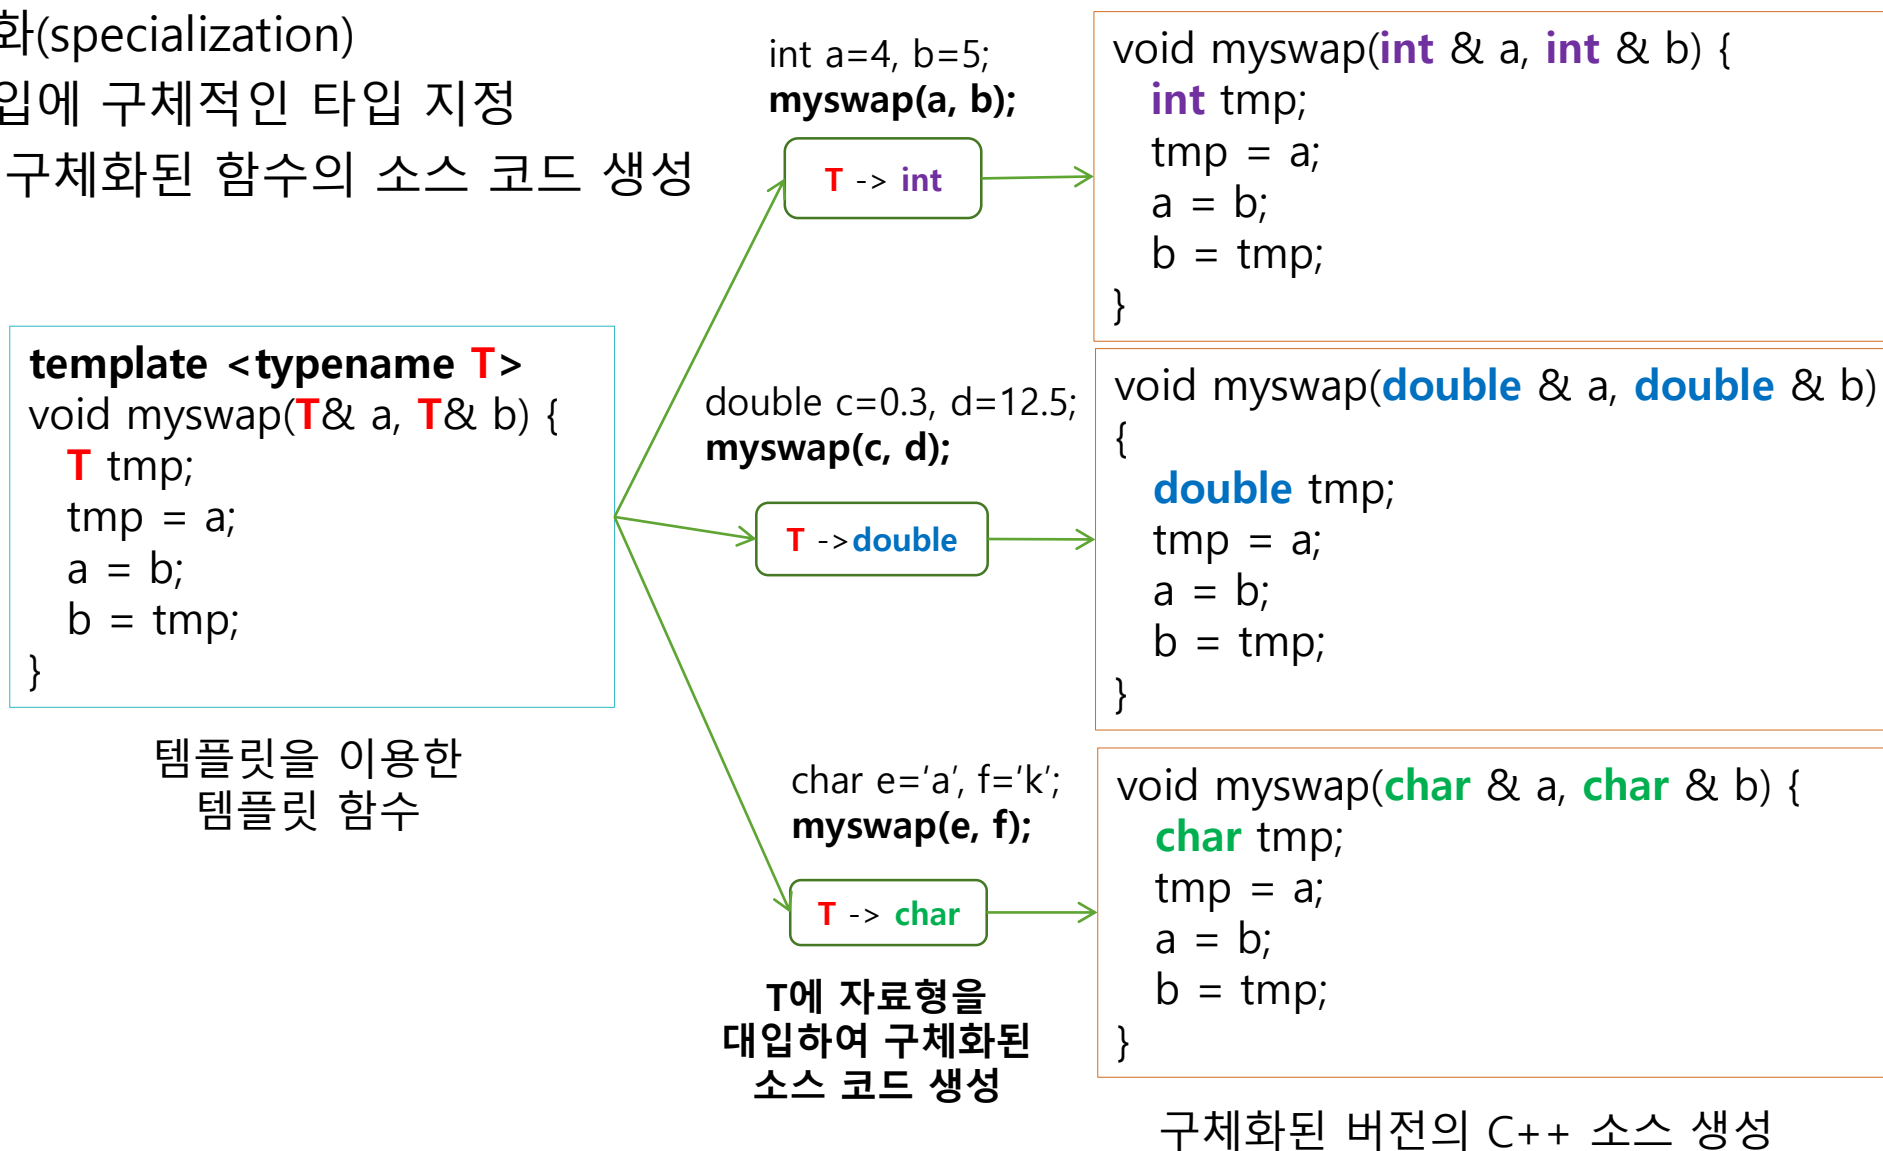 화(specialization)
입에 구체적인 타입 지정
구체화된 함수의 소스 코드 생성
template <typename T>
void myswap(T& a, T& b) {
T tmp;
tmp = a;
a = b;
b = tmp;
}
템플릿을 이용한
템플릿 함수
int a=4, b=5;
myswap(a, b);
T -> int
double c=0.3, d=12.5;
myswap(c, d);
T ->double
char e=‘a’, f=‘k’;
myswap(e, f);
T -> char
T에 자료형을
대입하여 구체화된
소스 코드 생성
void myswap(int & a, int & b) {
int tmp;
tmp = a;
a = b;
b = tmp;
}
void myswap(double & a, double & b)
{
double tmp;
tmp = a;
a = b;
b = tmp;
}
void myswap(char & a, char & b) {
char tmp;
tmp = a;
a = b;
b = tmp;
}
구체화된 버전의 C++ 소스 생성